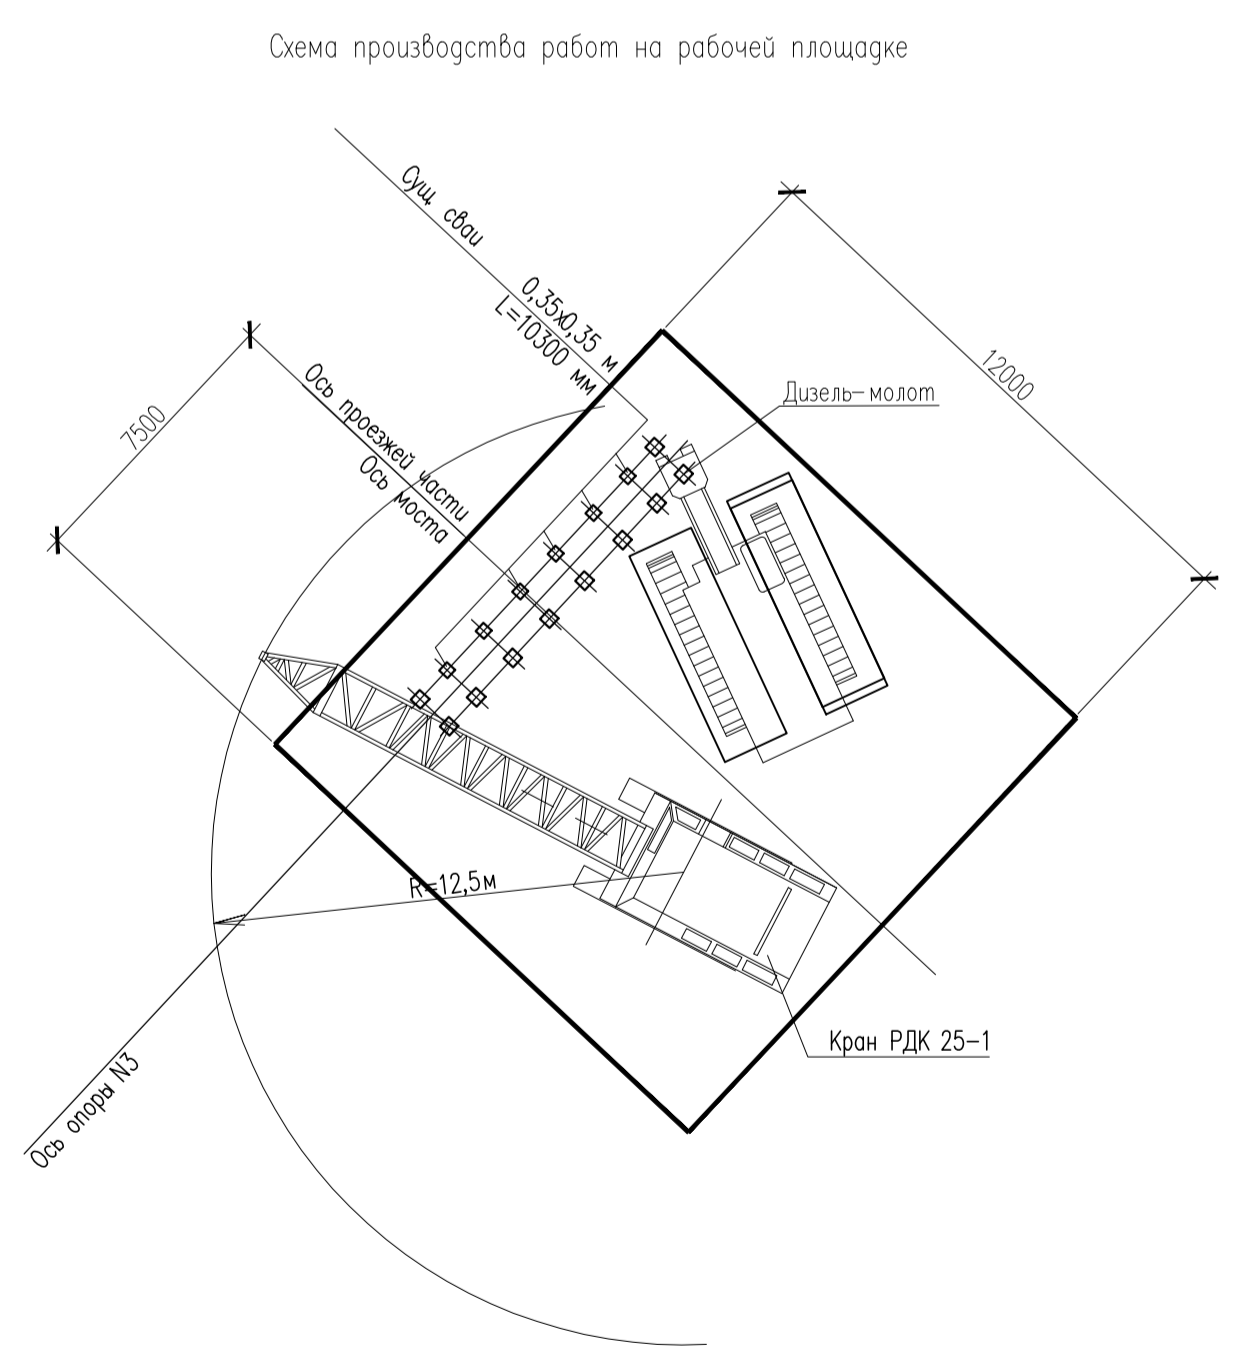 Схема производства работ на рабочей площадке
Сущ. сваи
0,35х0,35 м
L=10300 мм
12000
7500
Ось проезжей части
Ось моста
Дизель-молот
R=12,5м
Кран РДК 25-1
Ось опоры N3